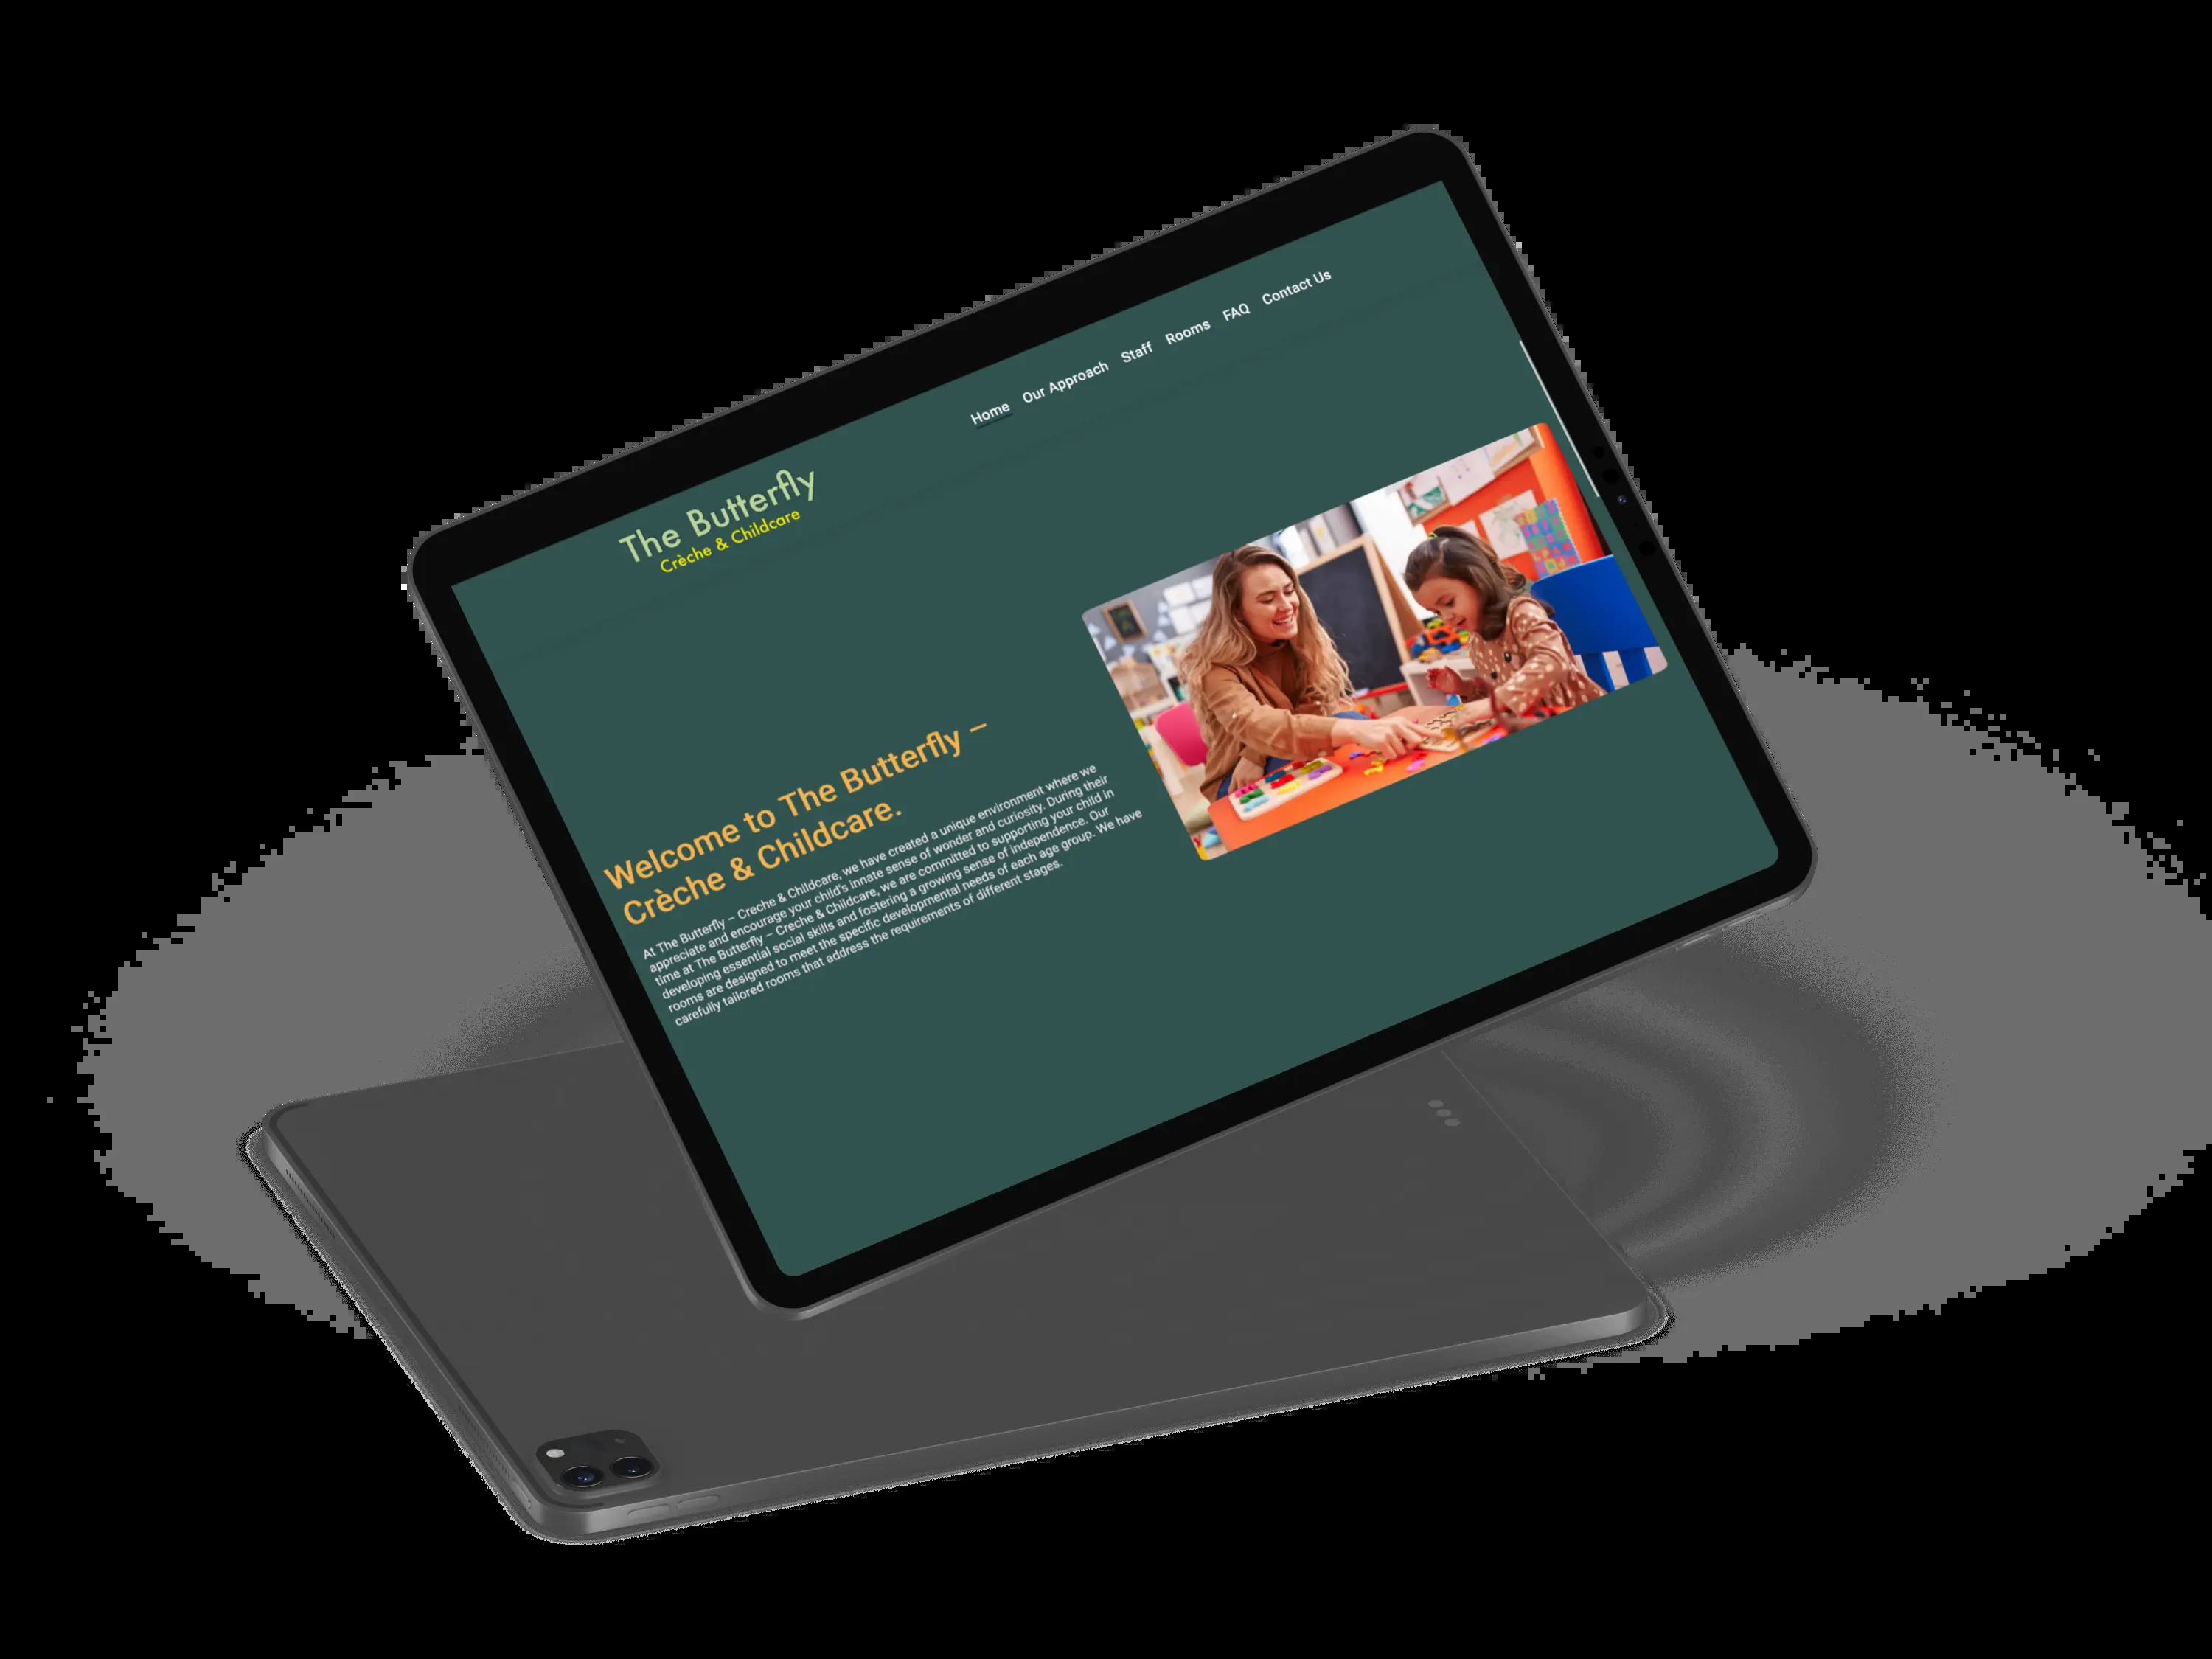 The Butterfly
Crèche & Childcare
Home Our Approach Staff Rooms FAQ Contact Us
Welcome to The Butterfly –
Crèche & Childcare.
At The Butterfly – Creche & Childcare, we have created a unique environment where we
appreciate and encourage your child's innate sense of wonder and curiosity. During their
time at The Butterfly – Creche & Childcare, we are committed to supporting your child in
developing essential social skills and fostering a growing sense of independence. Our
rooms are designed to meet the specific developmental needs of each age group. We have
carefully tailored rooms that address the requirements of different stages.